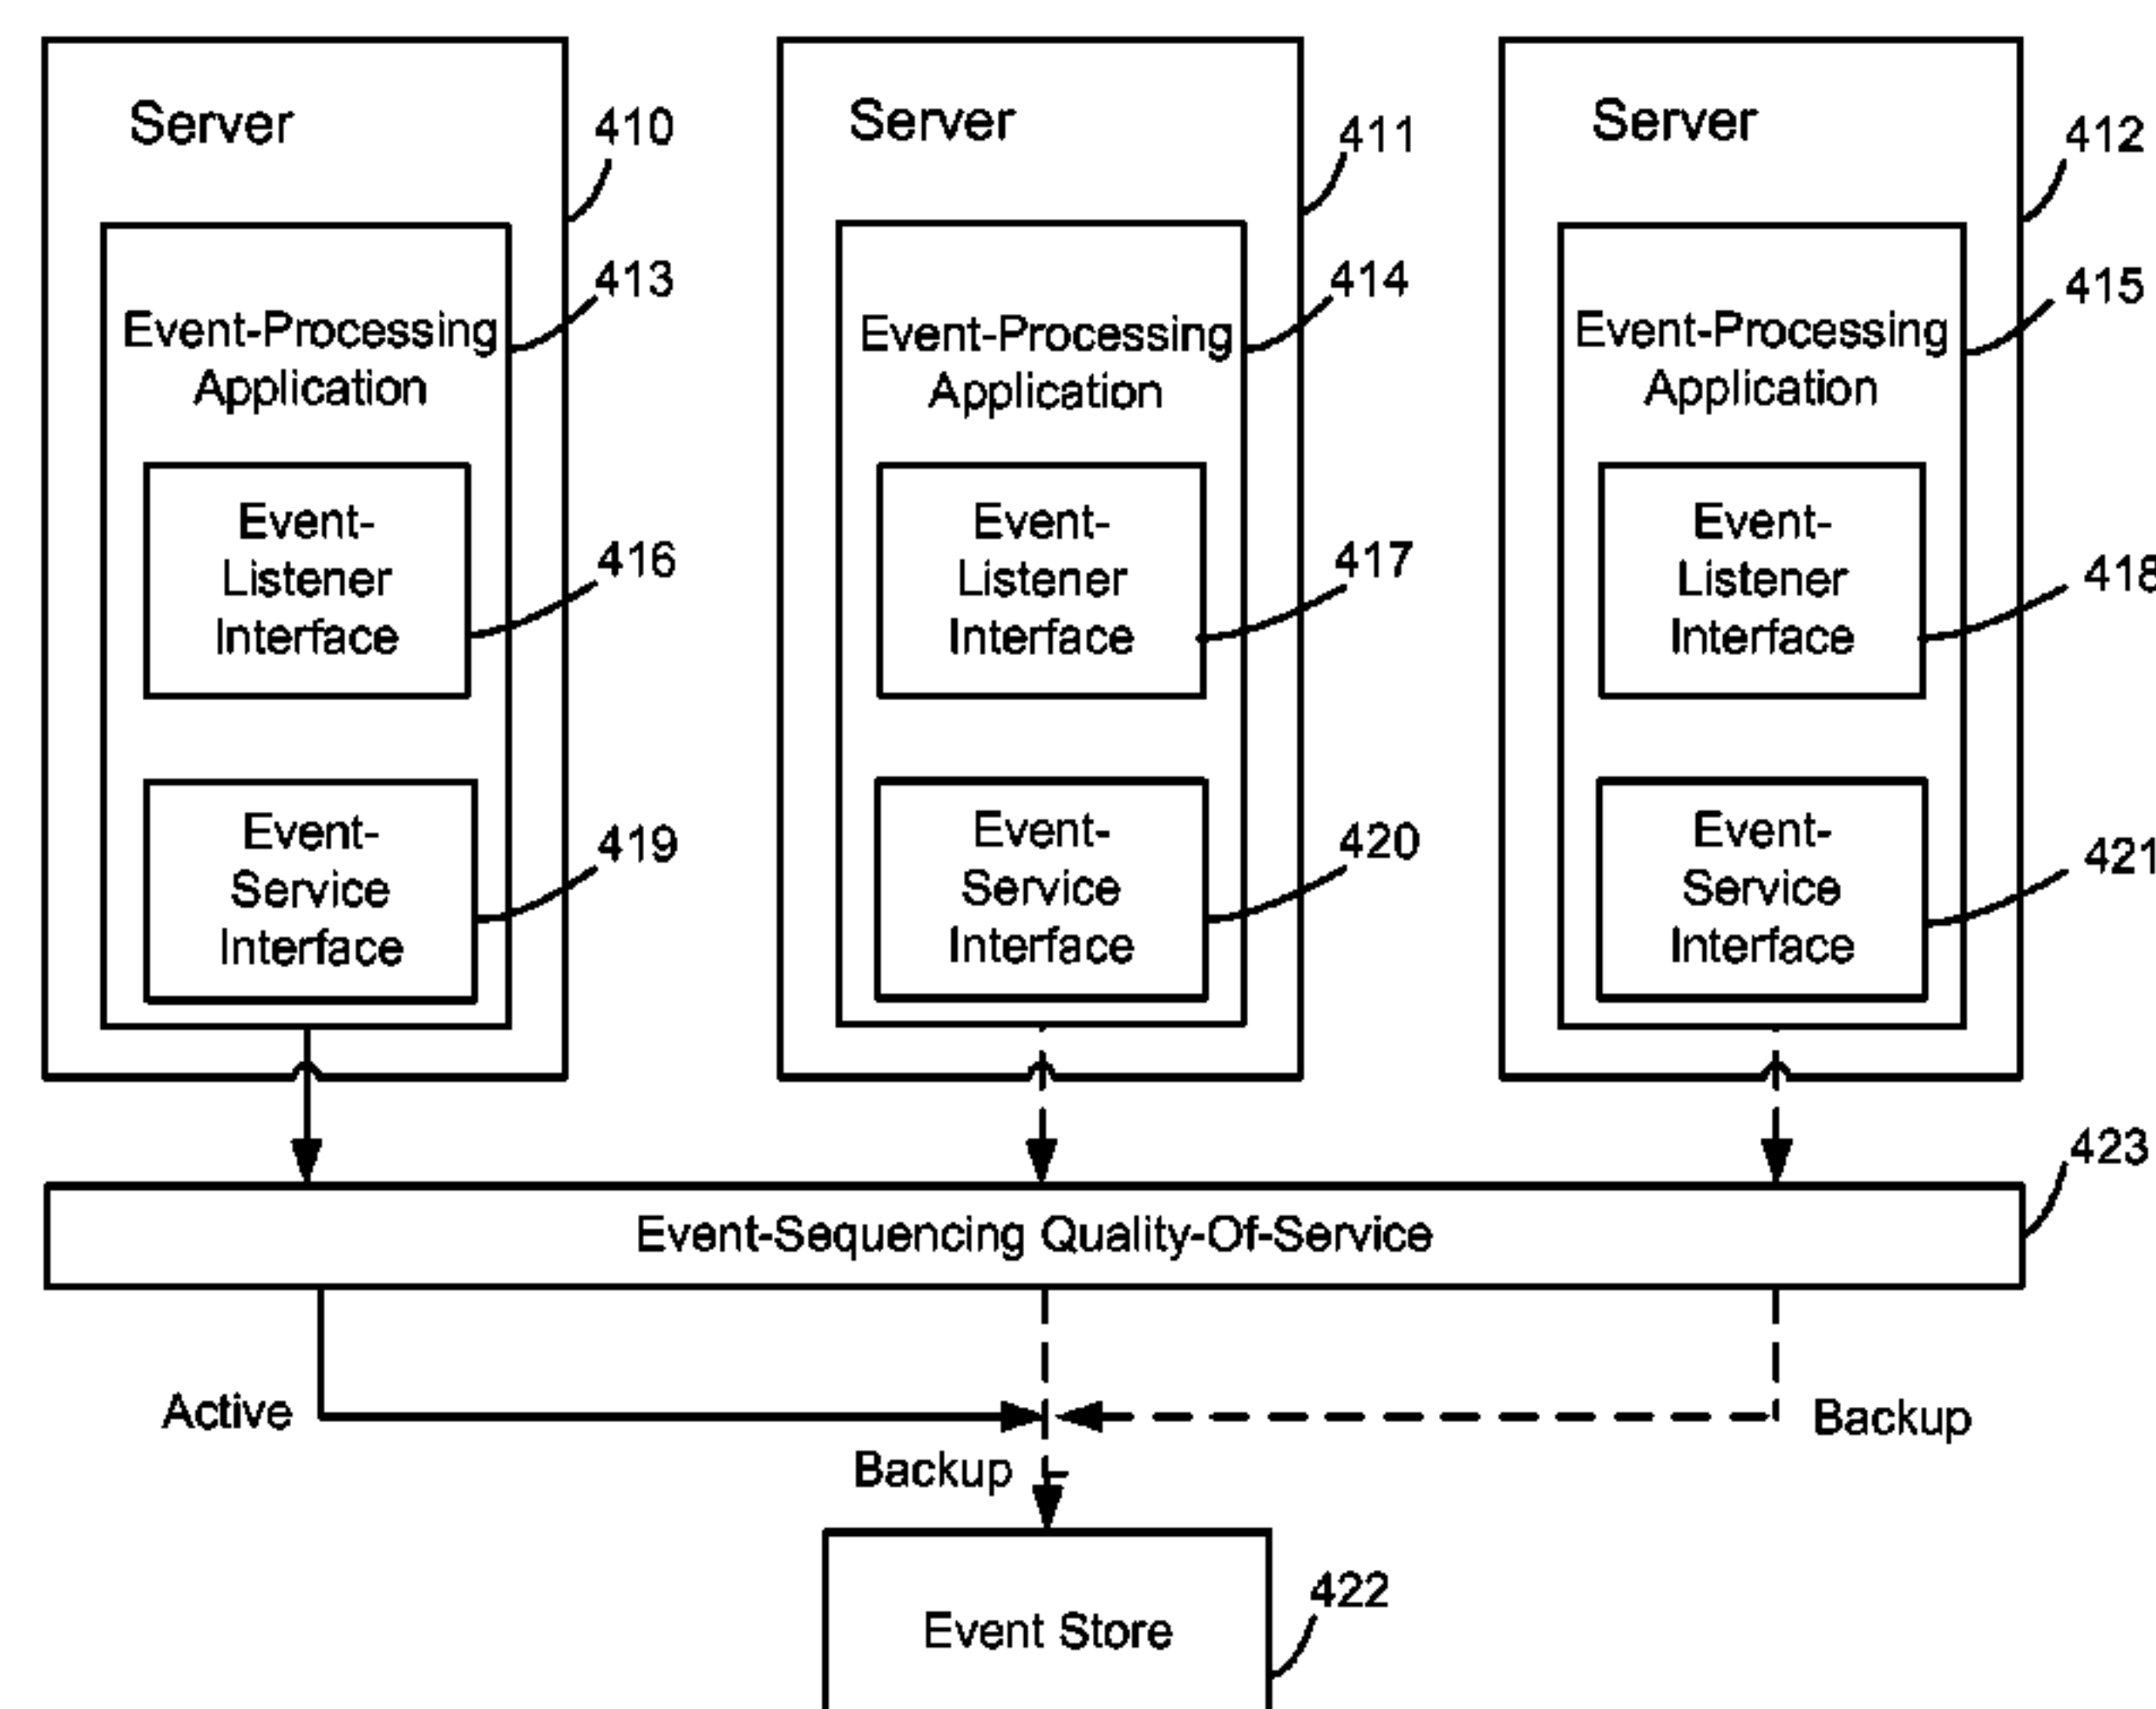 Server
410
Event-Processing
Application
413
Event-
Listener
Interface
416
Event-
Service
Interface
419
Server
411
Event-Processing
Application
414
Event-
Listener
Interface
417
Event-
Service
Interface
420
Server
412
Event-Processing
Application
415
Event-
Listener
Interface
418
Event-
Service
Interface
421
423
Event-Sequencing Quality-Of-Service
Active
Backup
Backup
Event Store
422